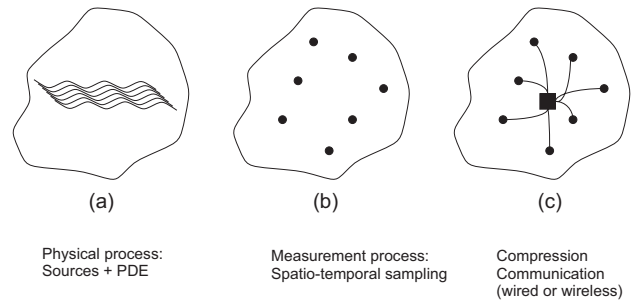 (a)
(b)
(c)
Physical process:
Sources + PDE
Measurement process:
Spatio-temporal sampling
Compression
Communication
(wired or wireless)